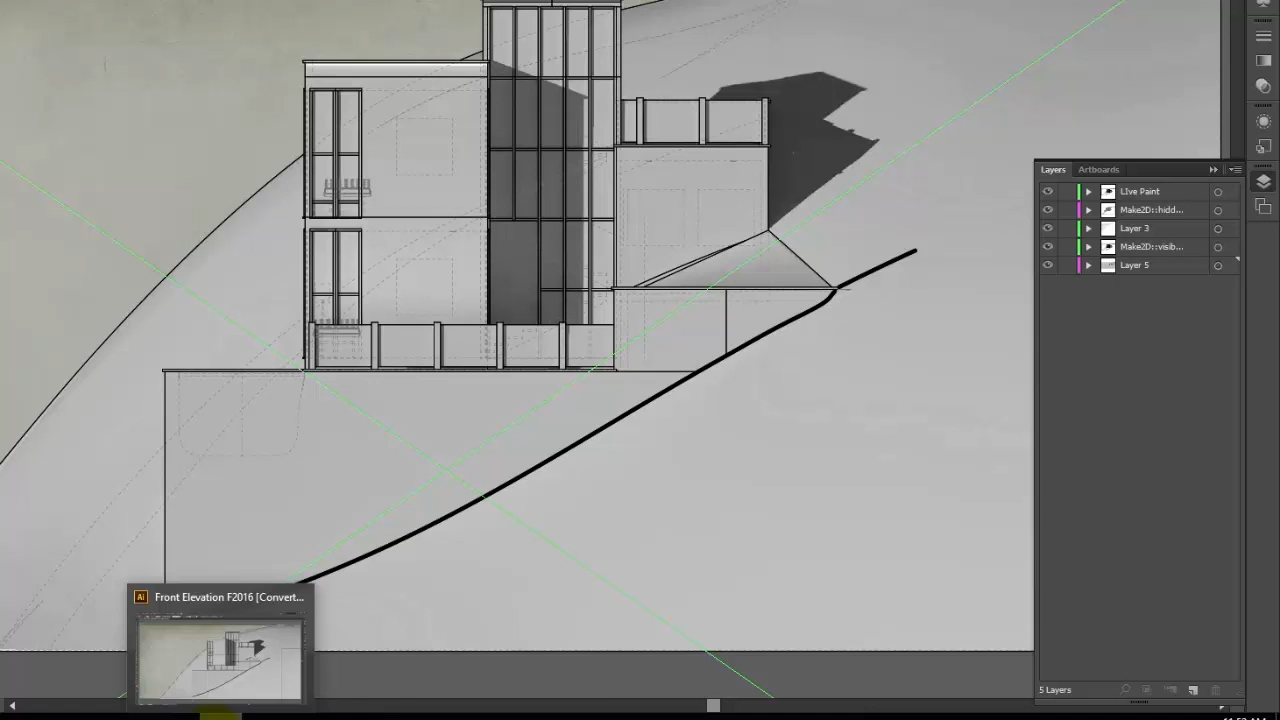 Layers Artboards
LIve Paint
Make2D::hidd...
Layer 3
Make2D::visib...
Layer 5
Ai Front Elevation F2016 [Convert...
5 Layers